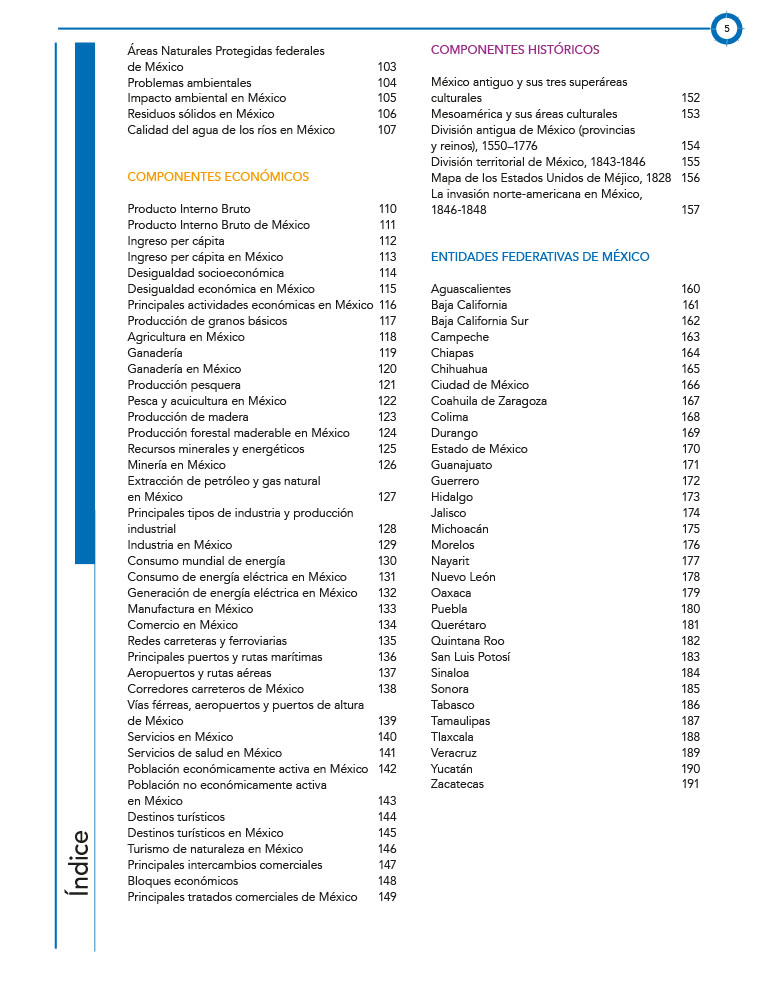 5
Áreas Naturales Protegidas federales
de México 103
Problemas ambientales 104
Impacto ambiental en México 105
Residuos sólidos en México 106
Calidad del agua de los ríos en México 107
COMPONENTES ECONÓMICOS
Producto Interno Bruto 110
Producto Interno Bruto de México 111
Ingreso per cápita 112
Ingreso per cápita en México 113
Desigualdad socioeconómica 114
Desigualdad económica en México 115
Principales actividades económicas en México 116
Producción de granos básicos 117
Agricultura en México 118
Ganadería 119
Ganadería en México 120
Producción pesquera 121
Pesca y acuicultura en México 122
Producción de madera 123
Producción forestal maderable en México 124
Recursos minerales y energéticos 125
Minería en México 126
Extracción de petróleo y gas natural
en México 127
Principales tipos de industria y producción
industrial 128
Industria en México 129
Consumo mundial de energía 130
Consumo de energía eléctrica en México 131
Generación de energía eléctrica en México 132
Manufactura en México 133
Comercio en México 134
Redes carreteras y ferroviarias 135
Principales puertos y rutas marítimas 136
Aeropuertos y rutas aéreas 137
Corredores carreteros de México 138
Vías férreas, aeropuertos y puertos de altura
de México 139
Servicios en México 140
Servicios de salud en México 141
Población económicamente activa en México 142
Población no económicamente activa
en México 143
Destinos turísticos 144
Destinos turísticos en México 145
Turismo de naturaleza en México 146
Principales intercambios comerciales 147
Bloques económicos 148
Principales tratados comerciales de México 149
COMPONENTES HISTÓRICOS
México antiguo y sus tres superáreas
culturales 152
Mesoamérica y sus áreas culturales 153
División antigua de México (provincias
y reinos), 1550–1776 154
División territorial de México, 1843-1846 155
Mapa de los Estados Unidos de Méjico, 1828 156
La invasión norte-americana en México,
1846-1848 157
ENTIDADES FEDERATIVAS DE MÉXICO
Aguascalientes 160
Baja California 161
Baja California Sur 162
Campeche 163
Chiapas 164
Chihuahua 165
Ciudad de México 166
Coahuila de Zaragoza 167
Colima 168
Durango 169
Estado de México 170
Guanajuato 171
Guerrero 172
Hidalgo 173
Jalisco 174
Michoacán 175
Morelos 176
Nayarit 177
Nuevo León 178
Oaxaca 179
Puebla 180
Querétaro 181
Quintana Roo 182
San Luis Potosí 183
Sinaloa 184
Sonora 185
Tabasco 186
Tamaulipas 187
Tlaxcala 188
Veracruz 189
Yucatán 190
Zacatecas 191
Índice